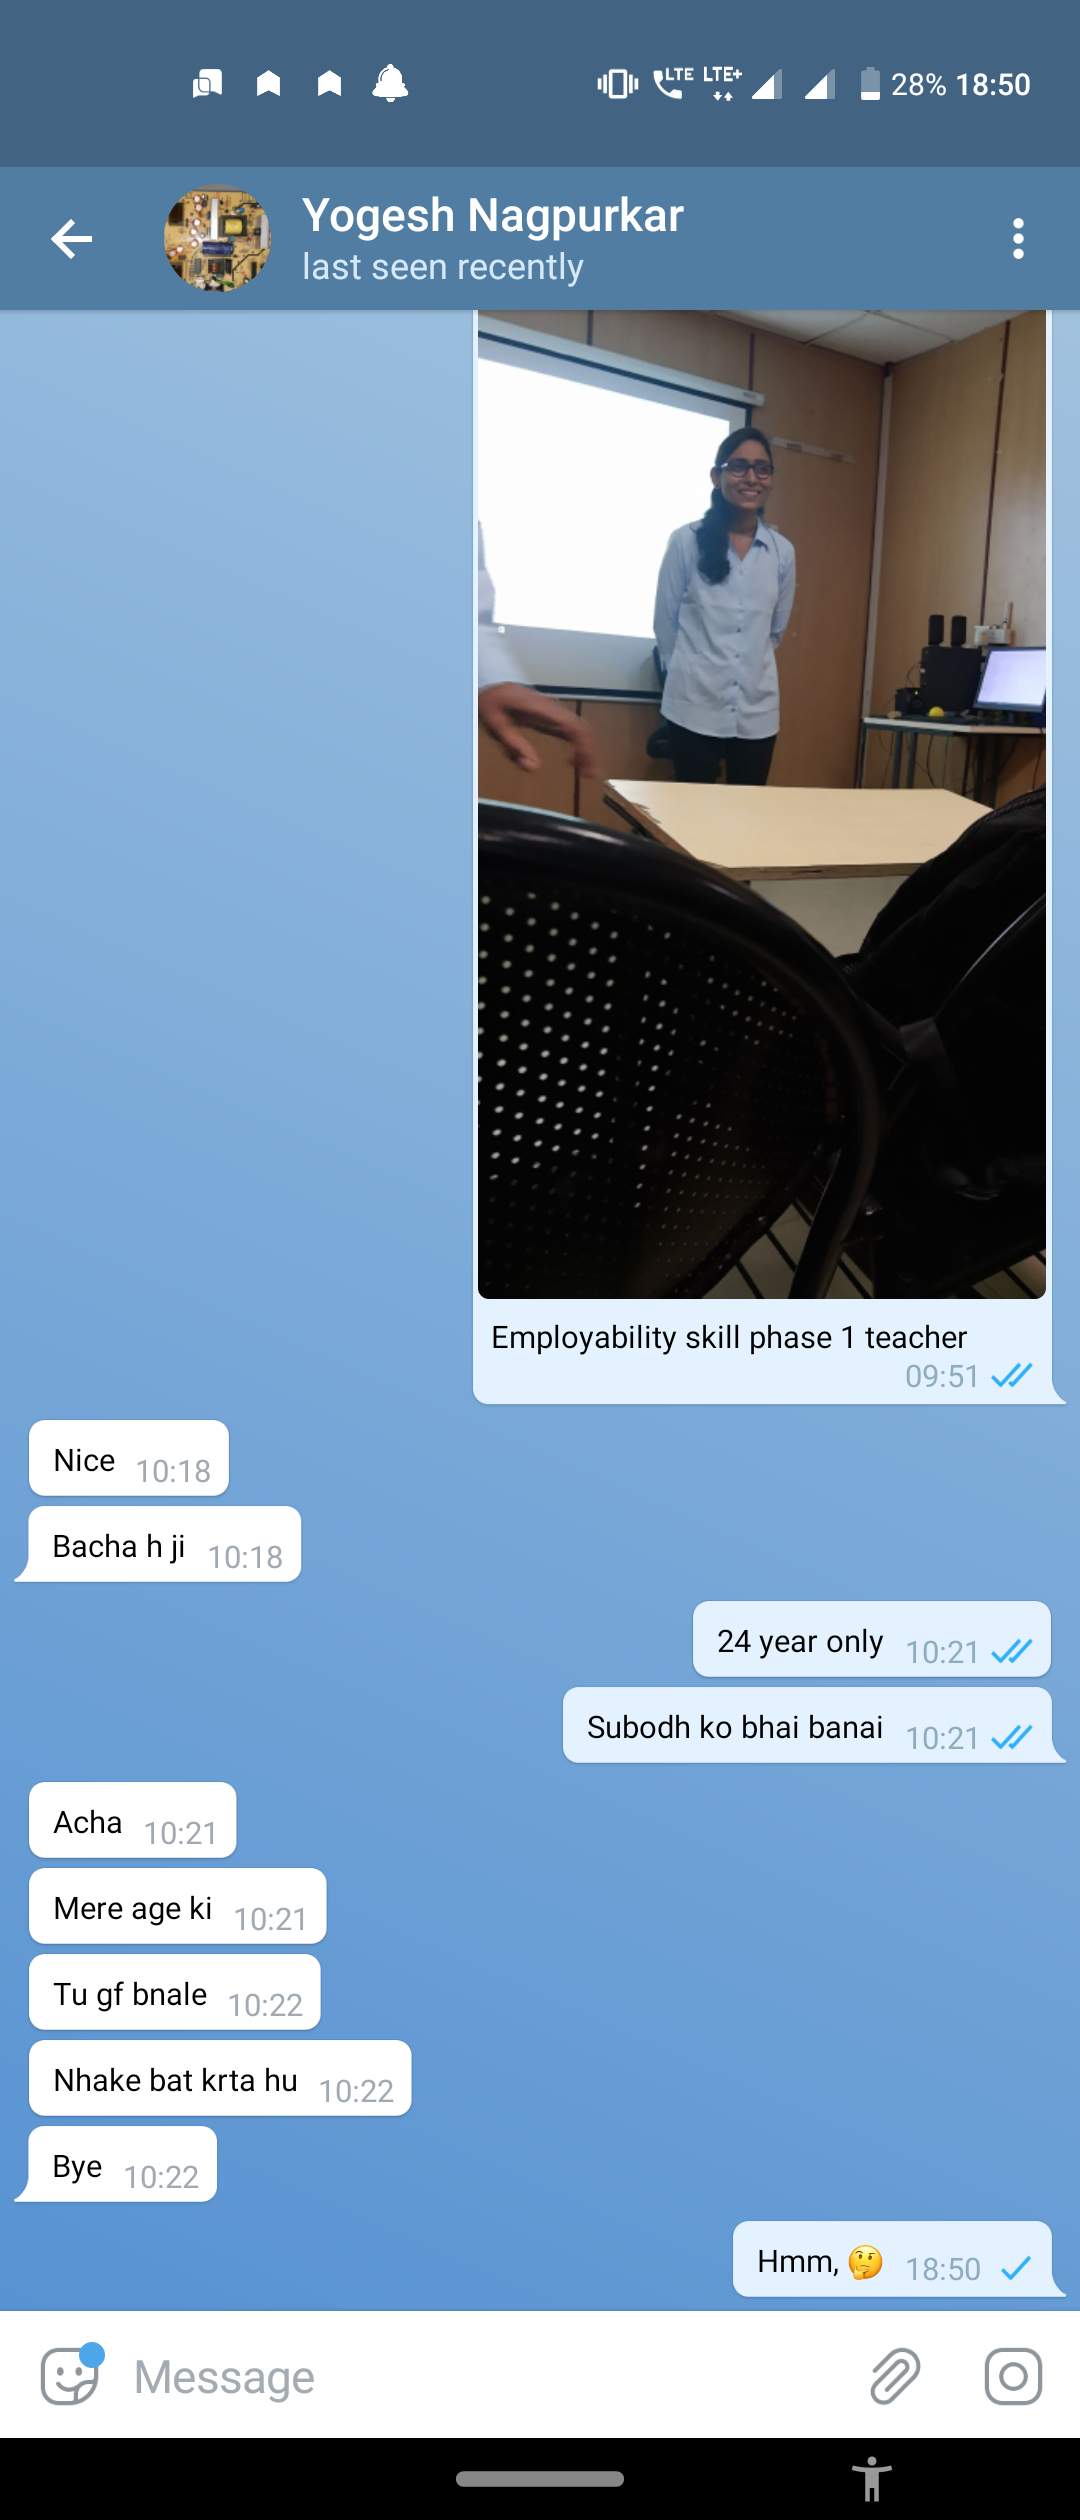 LTE LTE+ 28% 18:50
Yogesh Nagpurkar
last seen recently
Employability skill phase 1 teacher
09:51
Nice 10:18
Bacha h ji 10:18
24 year only 10:21
Subodh ko bhai banai 10:21
Acha 10:21
Mere age ki 10:21
Tu gf bnale 10:22
Nhake bat krta hu 10:22
Bye 10:22
Hmm, 🤔 18:50
Message